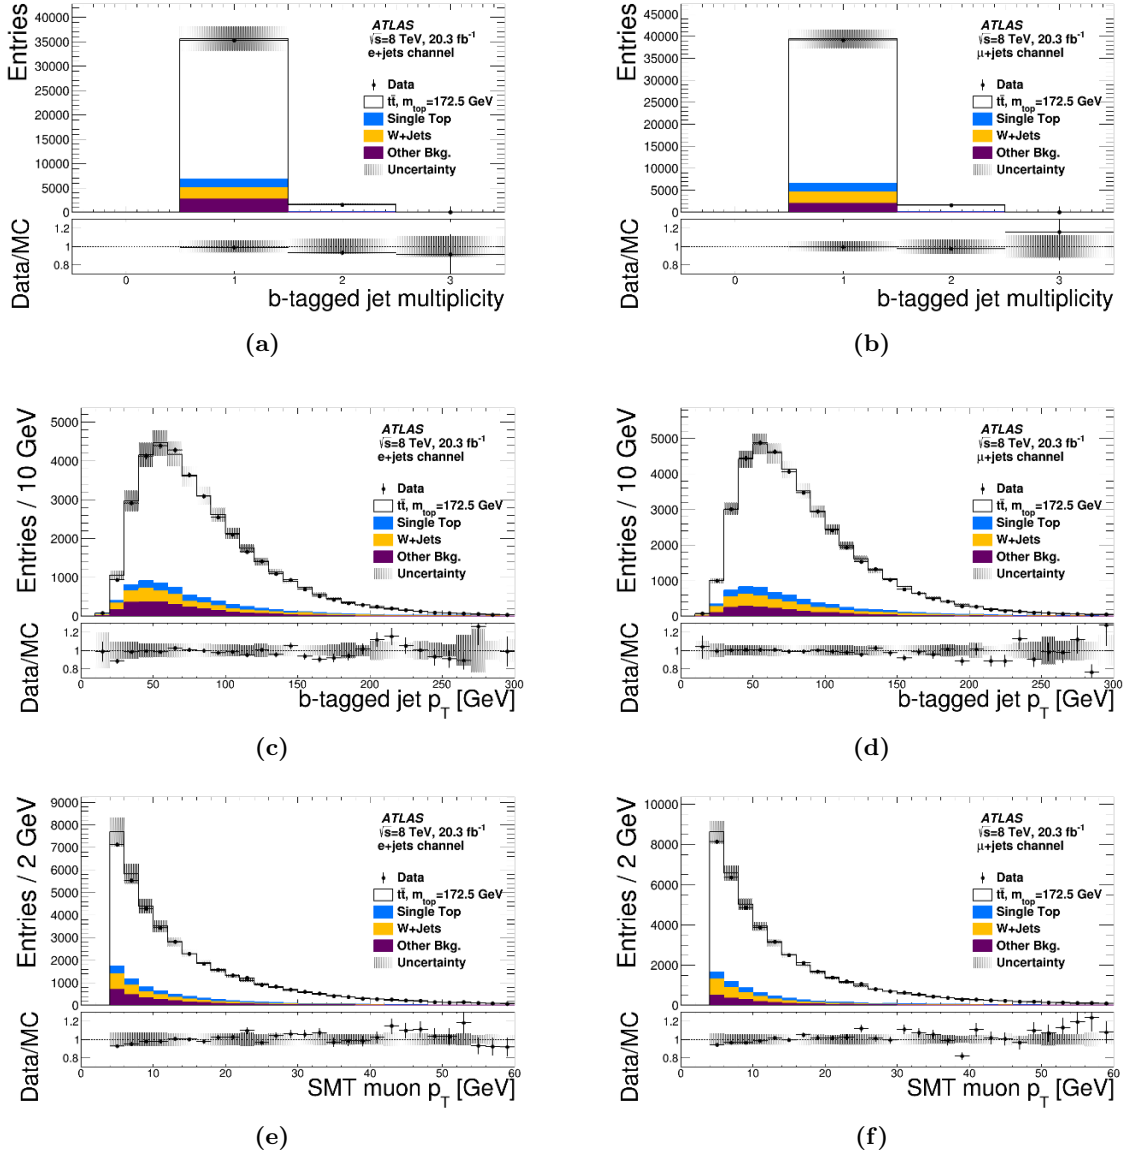 Entries
40000
35000
30000
25000
20000
15000
10000
5000
0
ATLAS
√s=8 TeV, 20.3 fb⁻¹
e+jets channel
Data
tt̄, m_top=172.5 GeV
Single Top
W+Jets
Other Bkg.
Uncertainty
Data/MC
1.2
1
0.8
0 1 2 3
b-tagged jet multiplicity
(a)
Entries
45000
40000
35000
30000
25000
20000
15000
10000
5000
0
ATLAS
√s=8 TeV, 20.3 fb⁻¹
μ+jets channel
Data
tt̄, m_top=172.5 GeV
Single Top
W+Jets
Other Bkg.
Uncertainty
Data/MC
1.2
1
0.8
0 1 2 3
b-tagged jet multiplicity
(b)
Entries / 10 GeV
5000
4000
3000
2000
1000
0
ATLAS
√s=8 TeV, 20.3 fb⁻¹
e+jets channel
Data
tt̄, m_top=172.5 GeV
Single Top
W+Jets
Other Bkg.
Uncertainty
Data/MC
1.2
1
0.8
0 50 100 150 200 250 300
b-tagged jet p_T [GeV]
(c)
Entries / 10 GeV
5000
4000
3000
2000
1000
0
ATLAS
√s=8 TeV, 20.3 fb⁻¹
μ+jets channel
Data
tt̄, m_top=172.5 GeV
Single Top
W+Jets
Other Bkg.
Uncertainty
Data/MC
1.2
1
0.8
0 50 100 150 200 250 300
b-tagged jet p_T [GeV]
(d)
Entries / 2 GeV
9000
8000
7000
6000
5000
4000
3000
2000
1000
0
ATLAS
√s=8 TeV, 20.3 fb⁻¹
e+jets channel
Data
tt̄, m_top=172.5 GeV
Single Top
W+Jets
Other Bkg.
Uncertainty
Data/MC
1.2
1
0.8
0 10 20 30 40 50 60
SMT muon p_T [GeV]
(e)
Entries / 2 GeV
10000
8000
6000
4000
2000
0
ATLAS
√s=8 TeV, 20.3 fb⁻¹
μ+jets channel
Data
tt̄, m_top=172.5 GeV
Single Top
W+Jets
Other Bkg.
Uncertainty
Data/MC
1.2
1
0.8
0 10 20 30 40 50 60
SMT muon p_T [GeV]
(f)